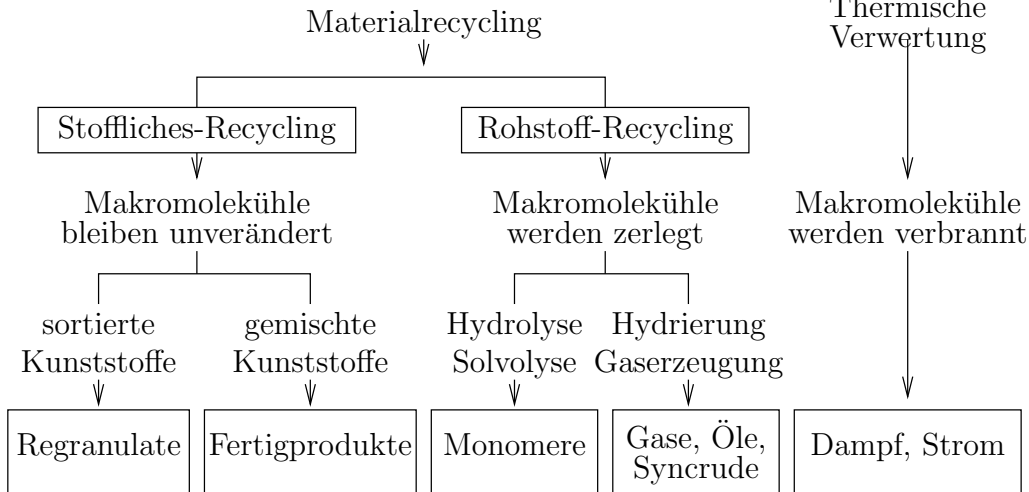 Materialrecycling
Thermische
Verwertung
Stoffliches-Recycling
Rohstoff-Recycling
Makromolekühle
bleiben unverändert
Makromolekühle
werden zerlegt
Makromolekühle
werden verbrannt
sortierte
Kunststoffe
gemischte
Kunststoffe
Hydrolyse
Solvolyse
Hydrierung
Gaserzeugung
Regranulate
Fertigprodukte
Monomere
Gase, Öle,
Syncrude
Dampf, Strom